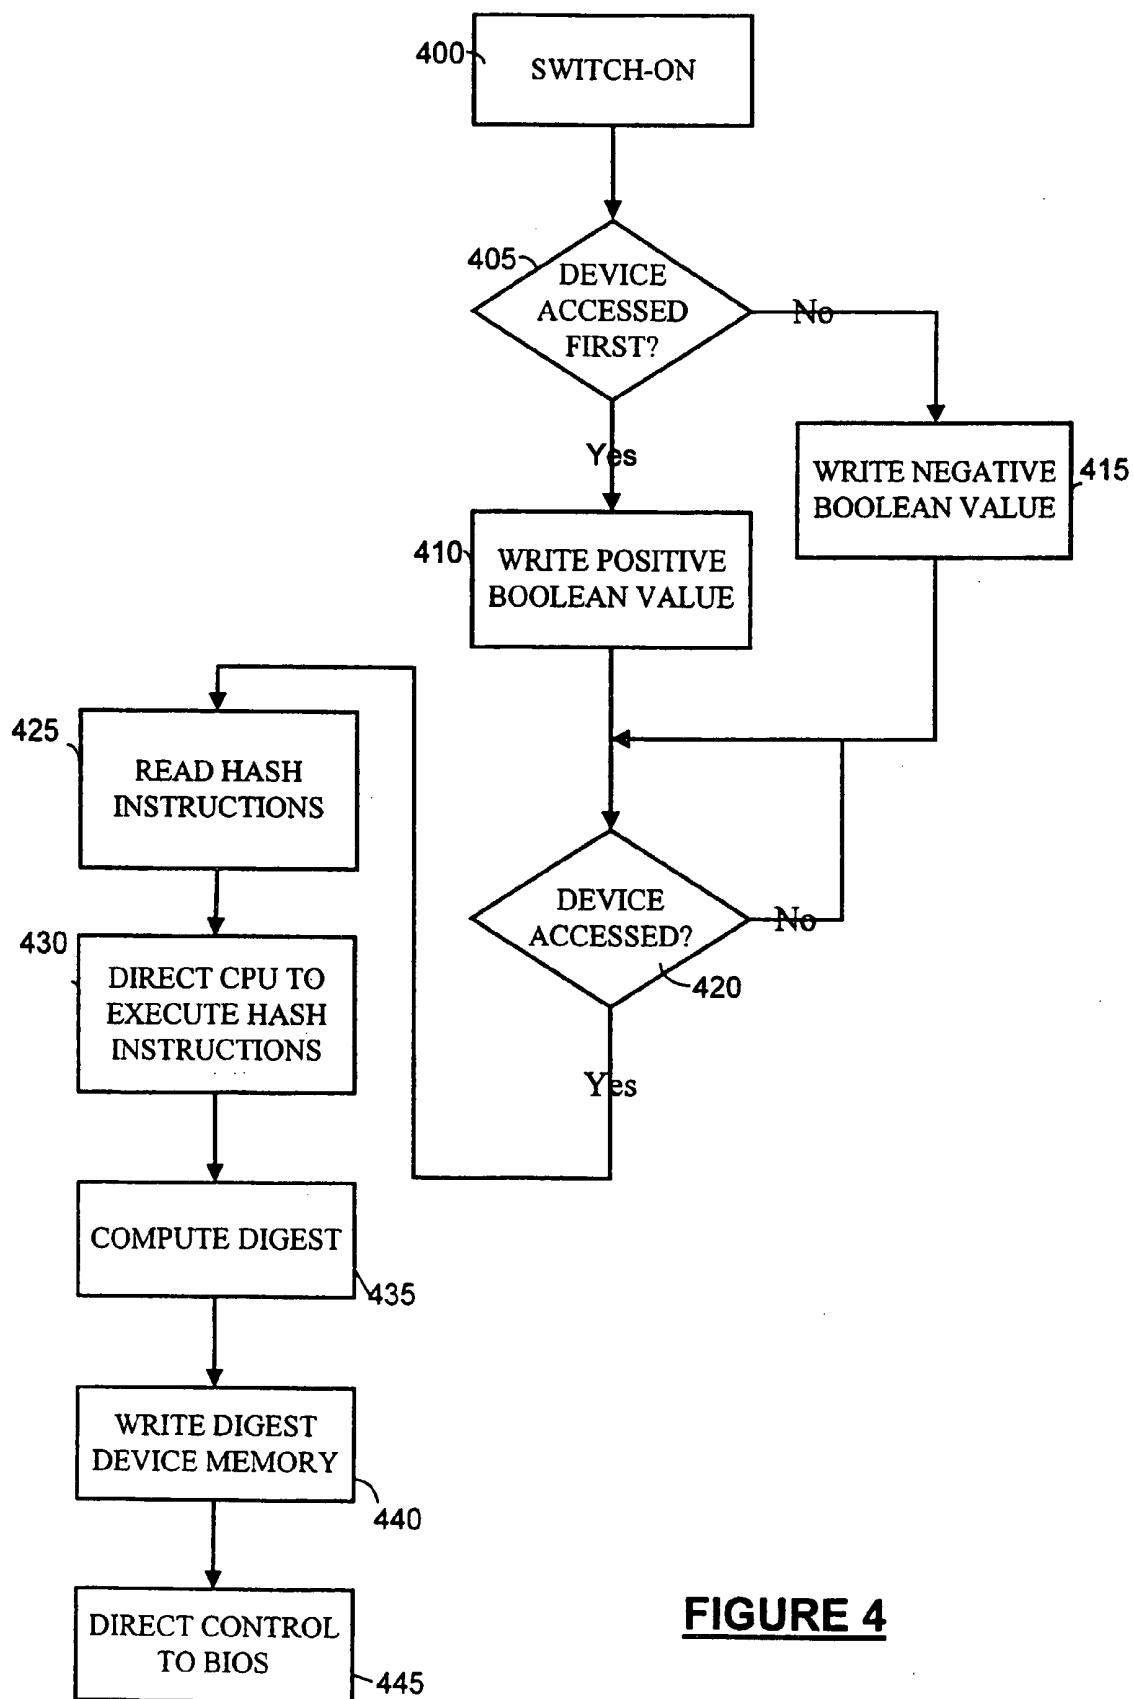 400
SWITCH-ON
405
DEVICE
ACCESSED
FIRST?
No
Yes
WRITE NEGATIVE
BOOLEAN VALUE
415
410
WRITE POSITIVE
BOOLEAN VALUE
425
READ HASH
INSTRUCTIONS
DEVICE
ACCESSED?
No
420
430
DIRECT CPU TO
EXECUTE HASH
INSTRUCTIONS
Yes
COMPUTE DIGEST
435
WRITE DIGEST
DEVICE MEMORY
440
DIRECT CONTROL
TO BIOS
445
FIGURE 4